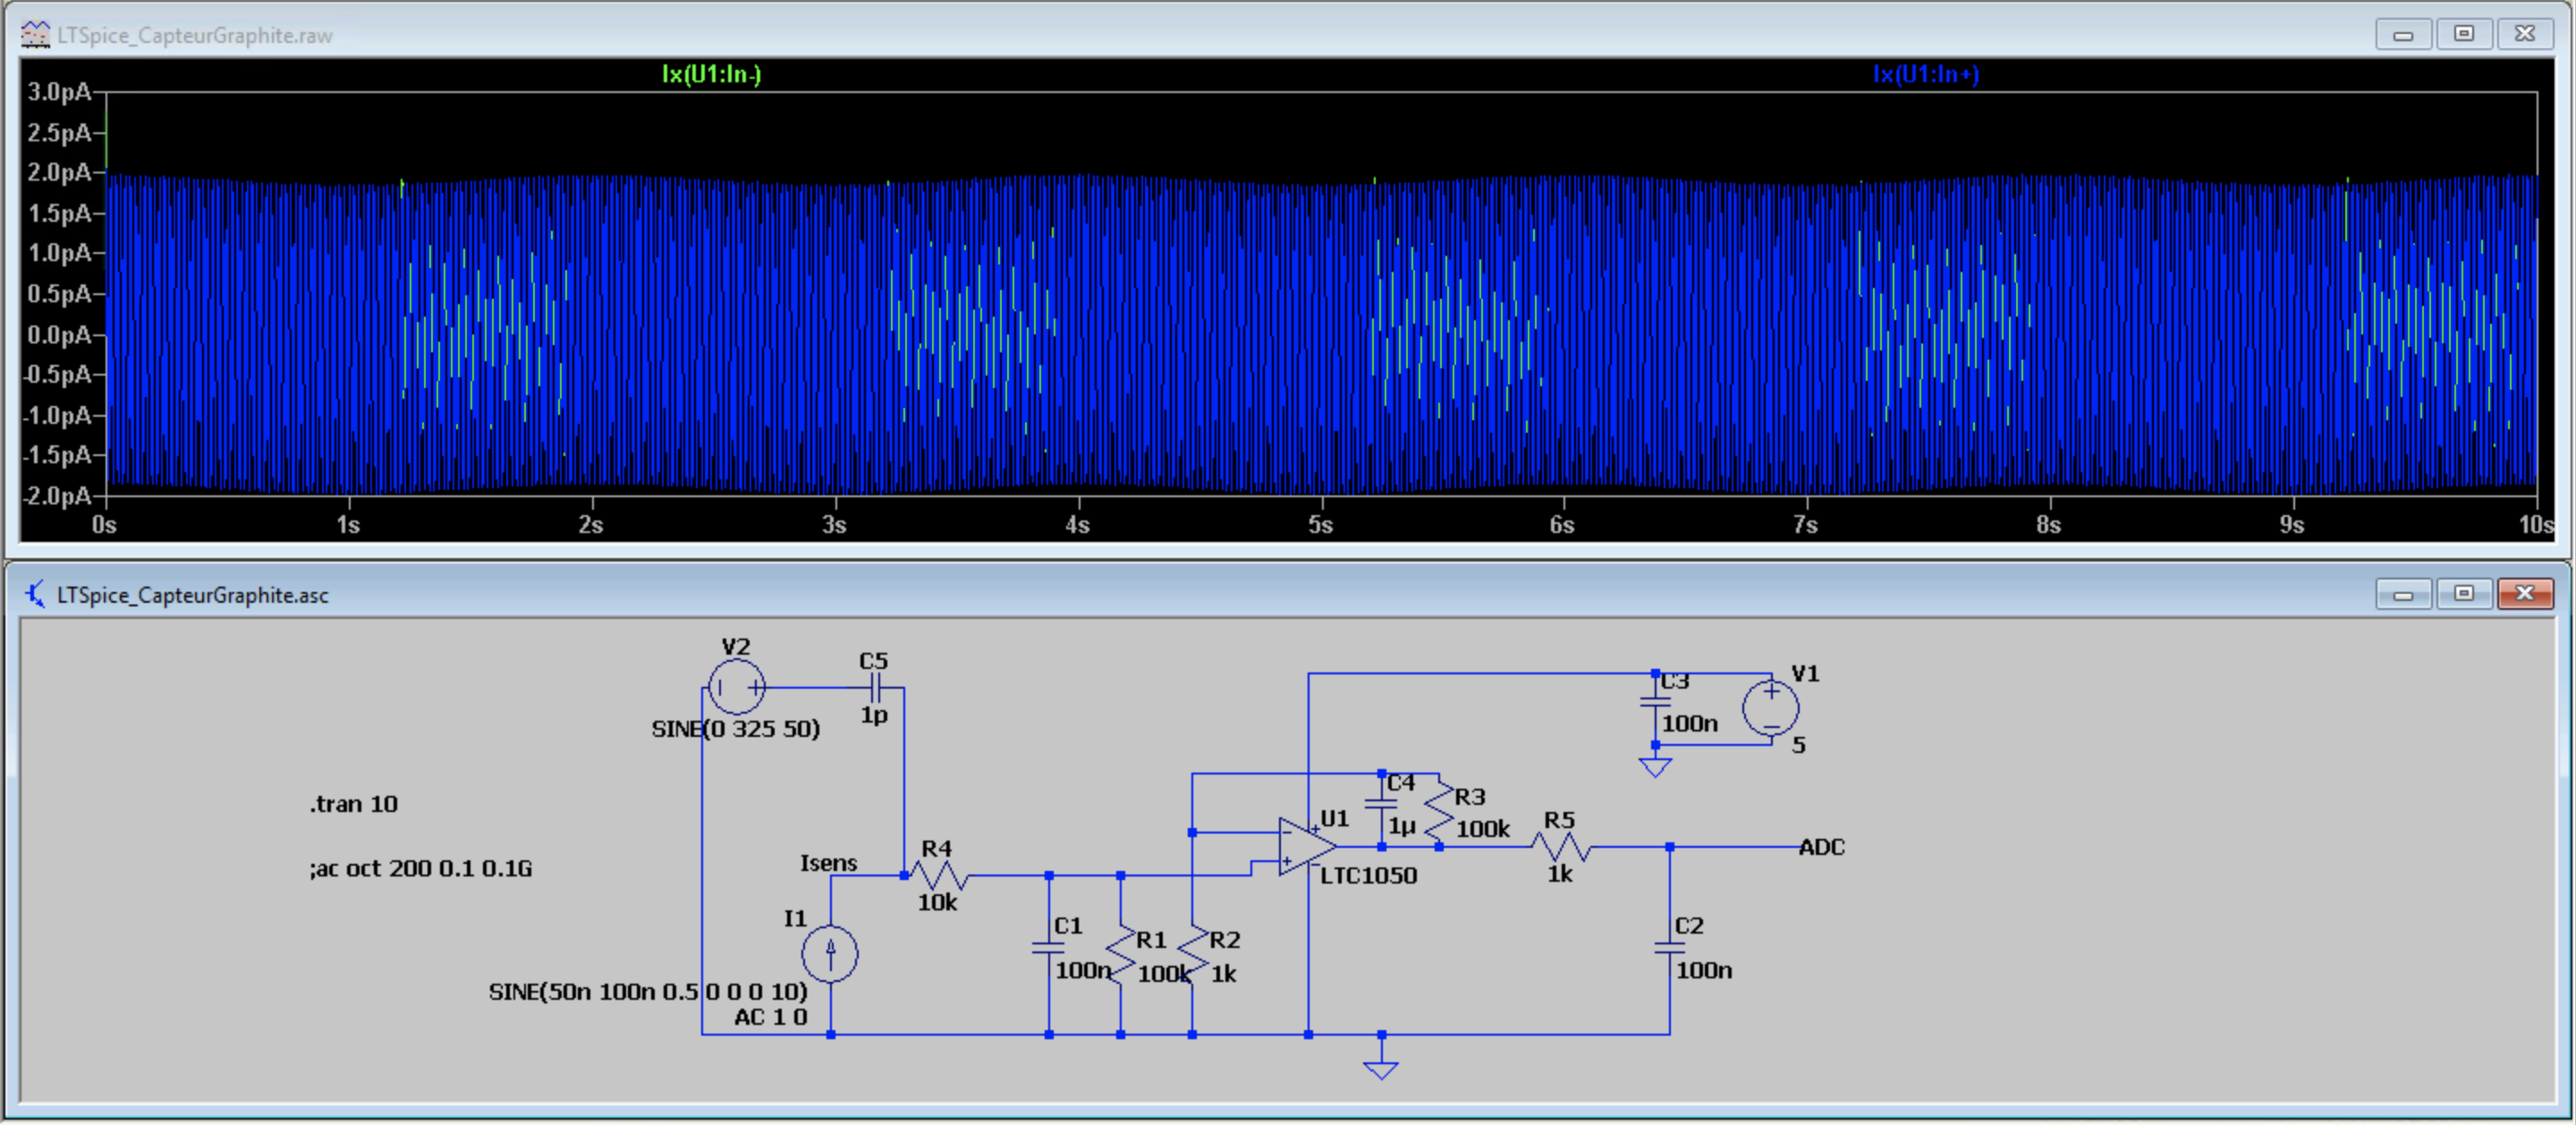 LTSpice_CapteurGraphite.raw
Ix(U1:In-) Ix(U1:In+)
3.0pA
2.5pA
2.0pA
1.5pA
1.0pA
0.5pA
0.0pA
-0.5pA
-1.0pA
-1.5pA
-2.0pA
0s 1s 2s 3s 4s 5s 6s 7s 8s 9s 10s
LTSpice_CapteurGraphite.asc
V2
SINE(0 325 50)
C5
1p
.tran 10
;ac oct 200 0.1 0.1G
Isens
R4
10k
I1
SINE(50n 100n 0.5 0 0 0 10)
AC 1 0
C1
100n
R1
100k
R2
1k
U1
LTC1050
C4
1µ
R3
100k
R5
1k
ADC
C2
100n
C3
100n
V1
5